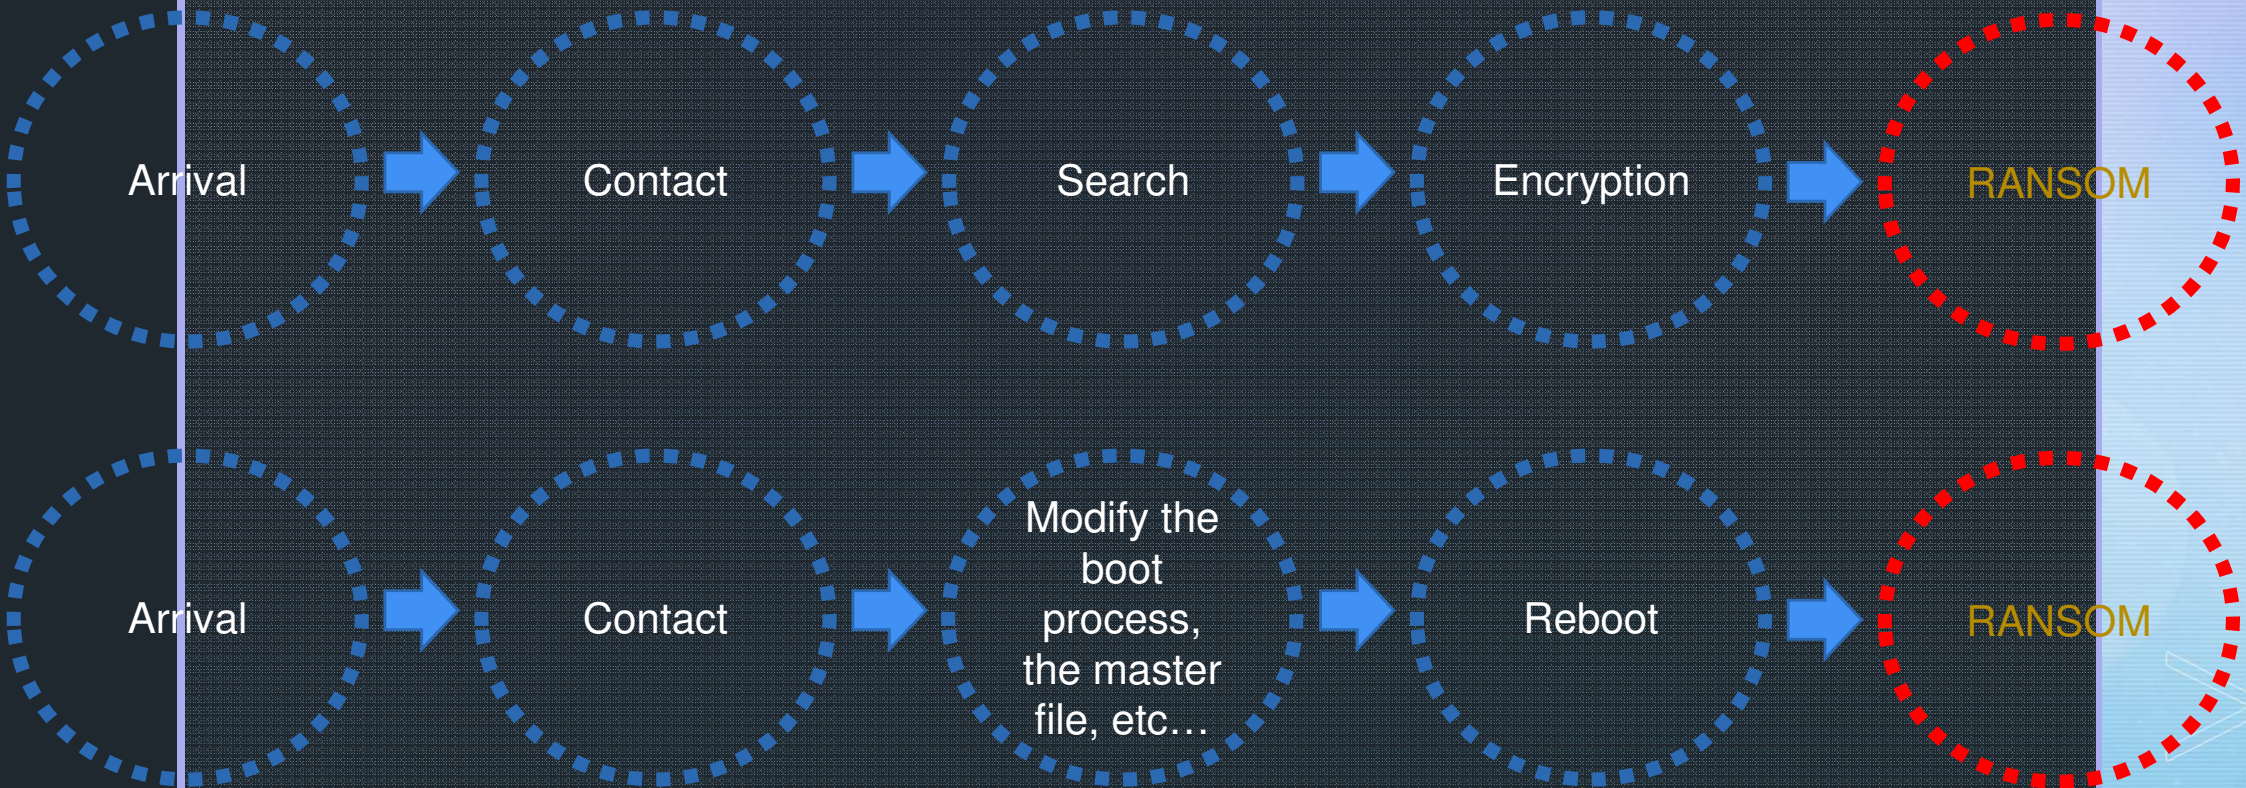 Arrival
Contact
Search
Encryption
RANSOM
Arrival
Contact
Modify the
boot
process,
the master
file, etc…
Reboot
RANSOM